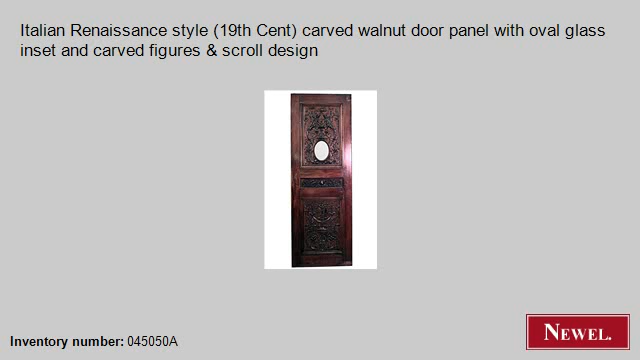 Italian Renaissance style (19th Cent) carved walnut door panel with oval glass
inset and carved figures & scroll design
Inventory number: 045050A
NEWEL.